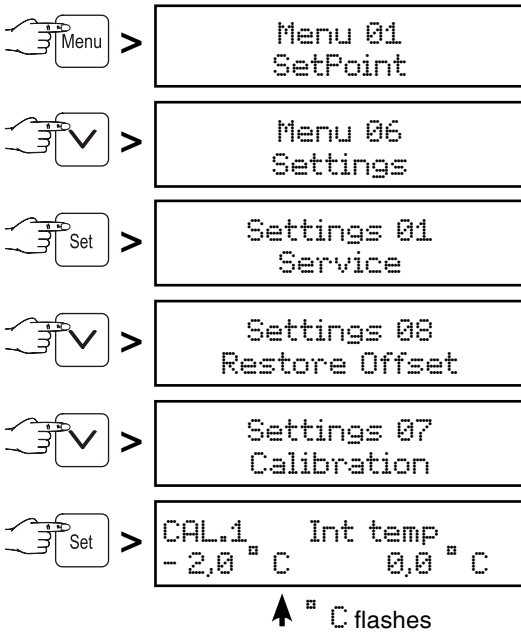 Menu > Menu 01
SetPoint
> Menu 06
Settings
Set > Settings 01
Service
> Settings 08
Restore Offset
> Settings 07
Calibration
Set > CAL.1 Int temp
- 2,0 ° C 0,0 ° C
° C flashes